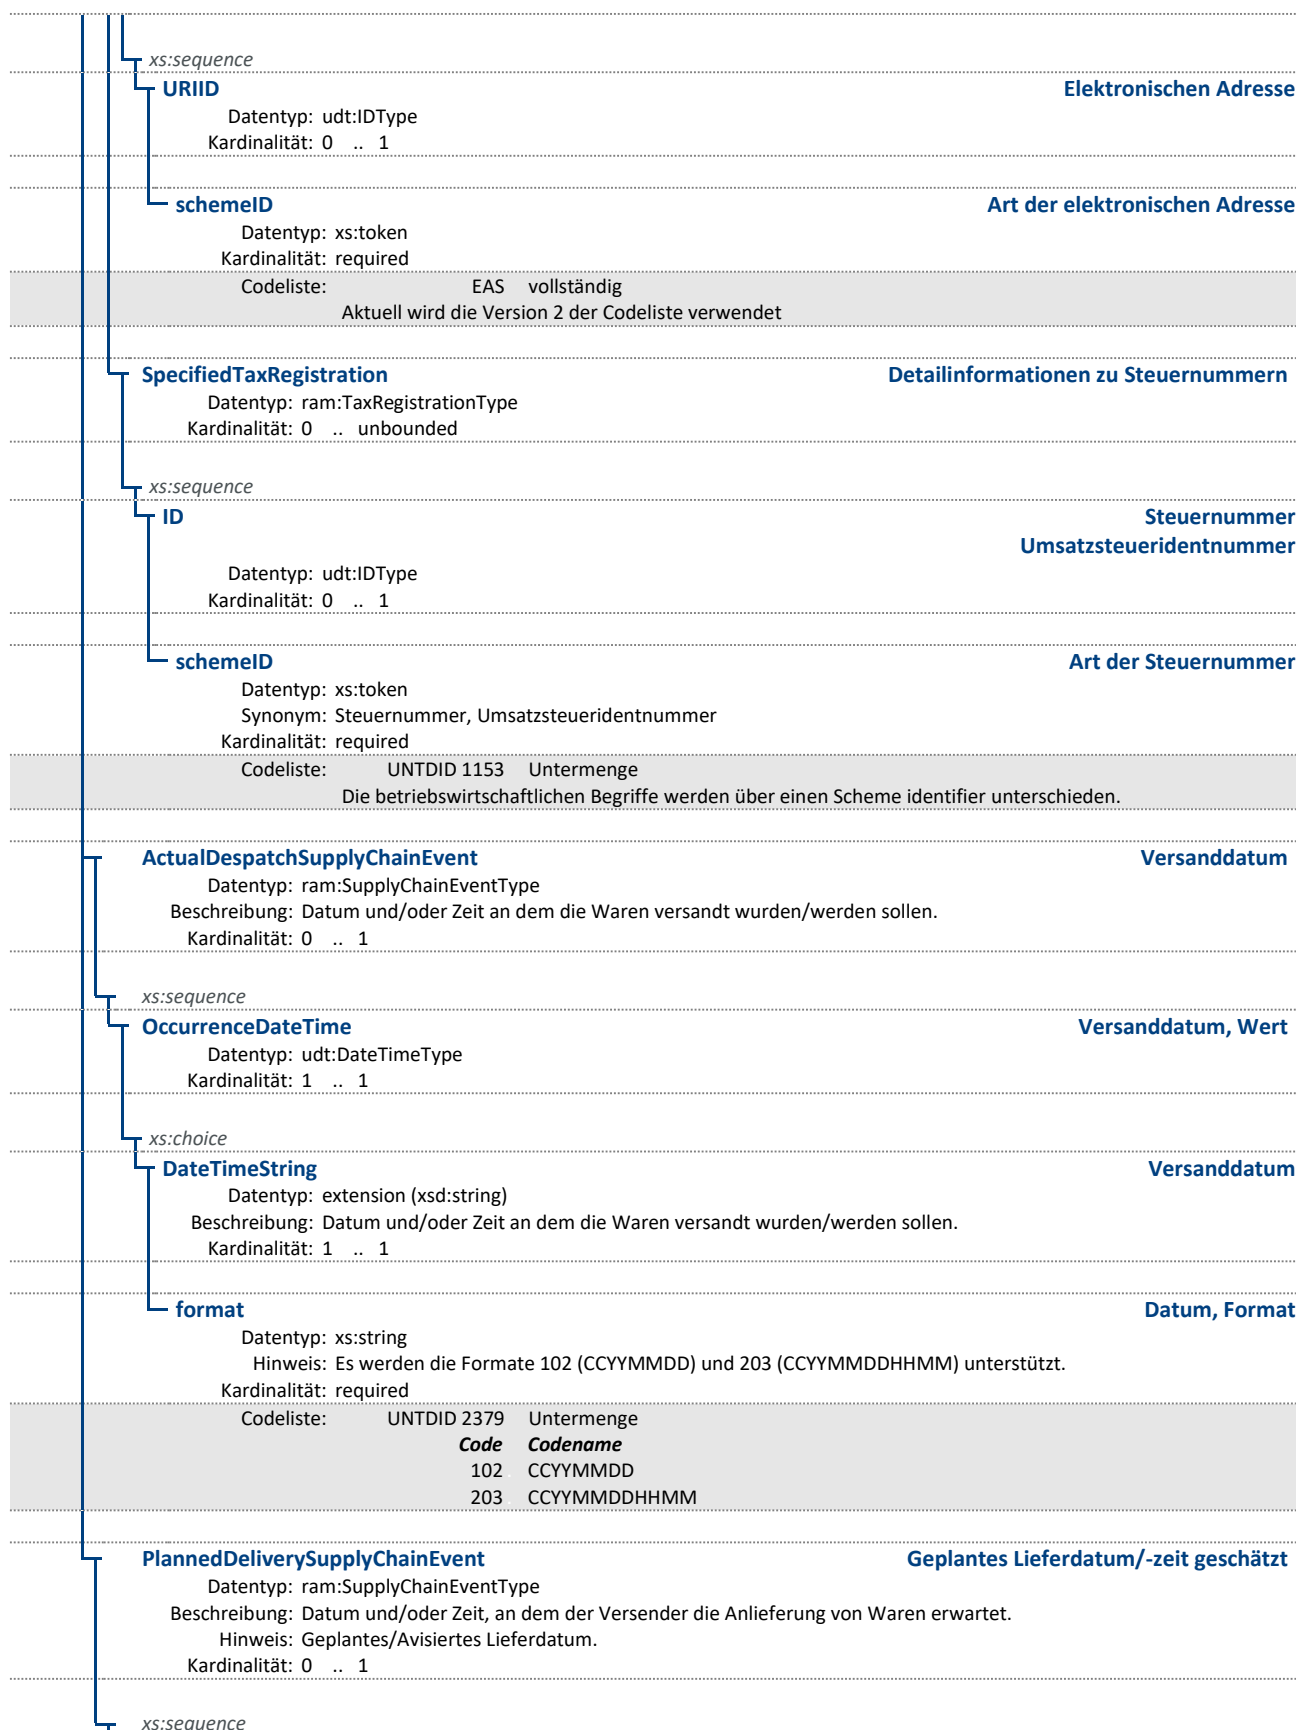 xs:sequence
URIID Elektronischen Adresse
Datentyp: udt:IDType
Kardinalität: 0 .. 1
schemeID Art der elektronischen Adresse
Datentyp: xs:token
Kardinalität: required
Codeliste: EAS vollständig
Aktuell wird die Version 2 der Codeliste verwendet
SpecifiedTaxRegistration Detailinformationen zu Steuernummern
Datentyp: ram:TaxRegistrationType
Kardinalität: 0 .. unbounded
xs:sequence
ID Steuernummer
Umsatzsteueridentnummer
Datentyp: udt:IDType
Kardinalität: 0 .. 1
schemeID Art der Steuernummer
Datentyp: xs:token
Synonym: Steuernummer, Umsatzsteueridentnummer
Kardinalität: required
Codeliste: UNTDID 1153 Untermenge
Die betriebswirtschaftlichen Begriffe werden über einen Scheme identifier unterschieden.
ActualDespatchSupplyChainEvent Versanddatum
Datentyp: ram:SupplyChainEventType
Beschreibung: Datum und/oder Zeit an dem die Waren versandt wurden/werden sollen.
Kardinalität: 0 .. 1
xs:sequence
OccurrenceDateTime Versanddatum, Wert
Datentyp: udt:DateTimeType
Kardinalität: 1 .. 1
xs:choice
DateTimeString Versanddatum
Datentyp: extension (xsd:string)
Beschreibung: Datum und/oder Zeit an dem die Waren versandt wurden/werden sollen.
Kardinalität: 1 .. 1
format Datum, Format
Datentyp: xs:string
Hinweis: Es werden die Formate 102 (CCYYMMDD) und 203 (CCYYMMDDHHMM) unterstützt.
Kardinalität: required
Codeliste: UNTDID 2379 Untermenge
Code Codename
102 CCYYMMDD
203 CCYYMMDDHHMM
PlannedDeliverySupplyChainEvent Geplantes Lieferdatum/-zeit geschätzt
Datentyp: ram:SupplyChainEventType
Beschreibung: Datum und/oder Zeit, an dem der Versender die Anlieferung von Waren erwartet.
Hinweis: Geplantes/Avisiertes Lieferdatum.
Kardinalität: 0 .. 1
xs:sequence